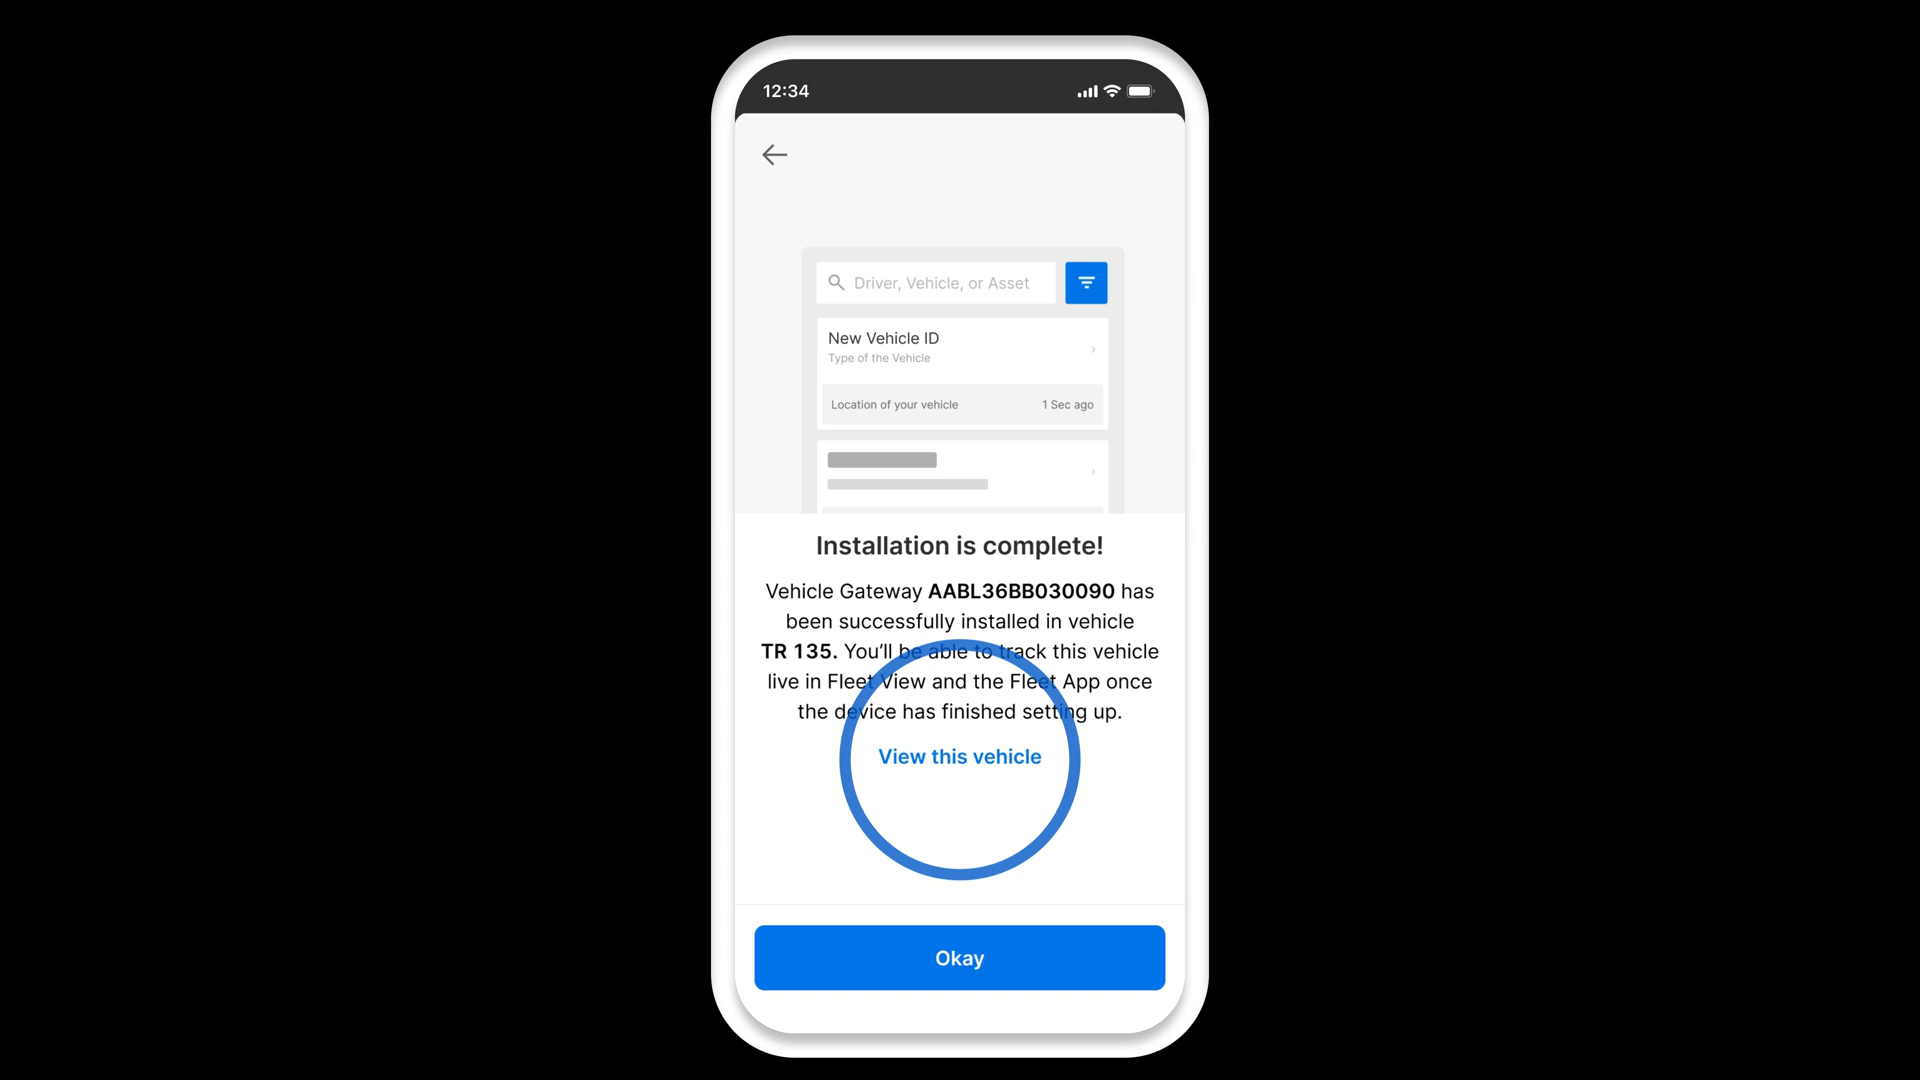 12:34
Driver, Vehicle, or Asset
New Vehicle ID
Type of the Vehicle
Location of your vehicle 1 Sec ago
Installation is complete!
Vehicle Gateway AABL36BB030090 has
been successfully installed in vehicle
TR 135. You’ll be able to track this vehicle
live in Fleet View and the Fleet App once
the device has finished setting up.
View this vehicle
Okay